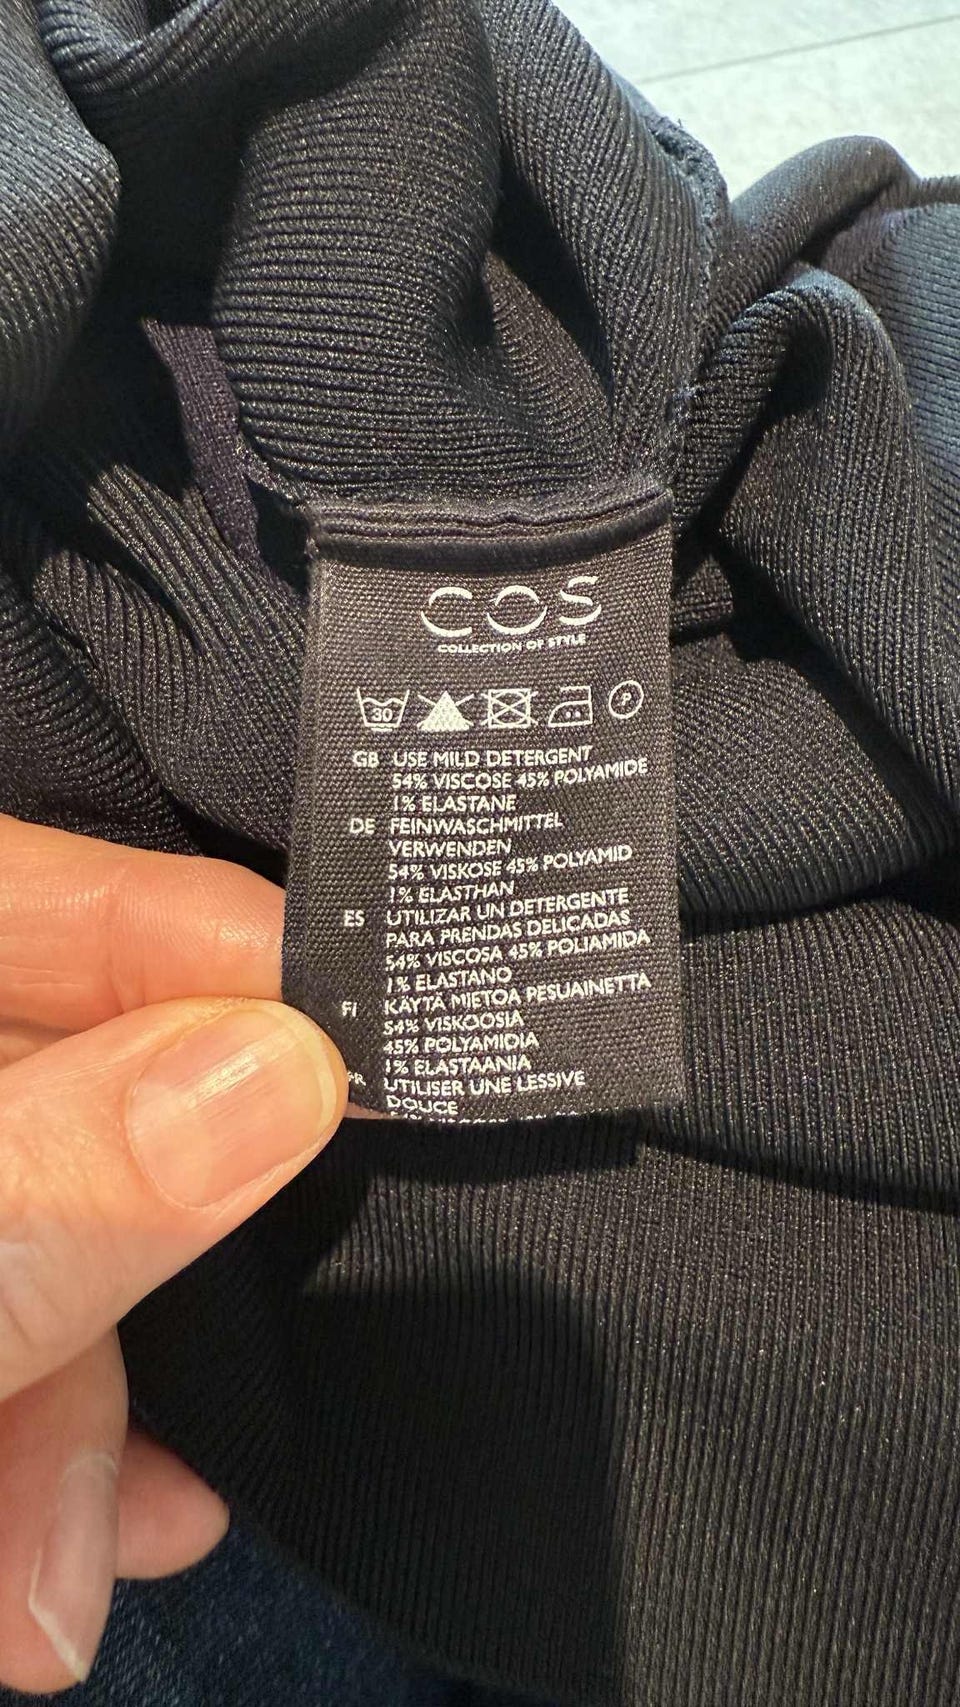 COS
COLLECTION OF STYLE
30
P
GB USE MILD DETERGENT
54% VISCOSE 45% POLYAMIDE
1% ELASTANE
DE FEINWASCHMITTEL
VERWENDEN
54% VISKOSE 45% POLYAMID
1% ELASTHAN
ES UTILIZAR UN DETERGENTE
PARA PRENDAS DELICADAS
54% VISCOSA 45% POLIAMIDA
1% ELASTANO
FI KÄYTÄ MIETOA PESUAINETTA
54% VISKOOSIA
45% POLYAMIDIA
1% ELASTAANIA
FR UTILISER UNE LESSIVE
DOUCE